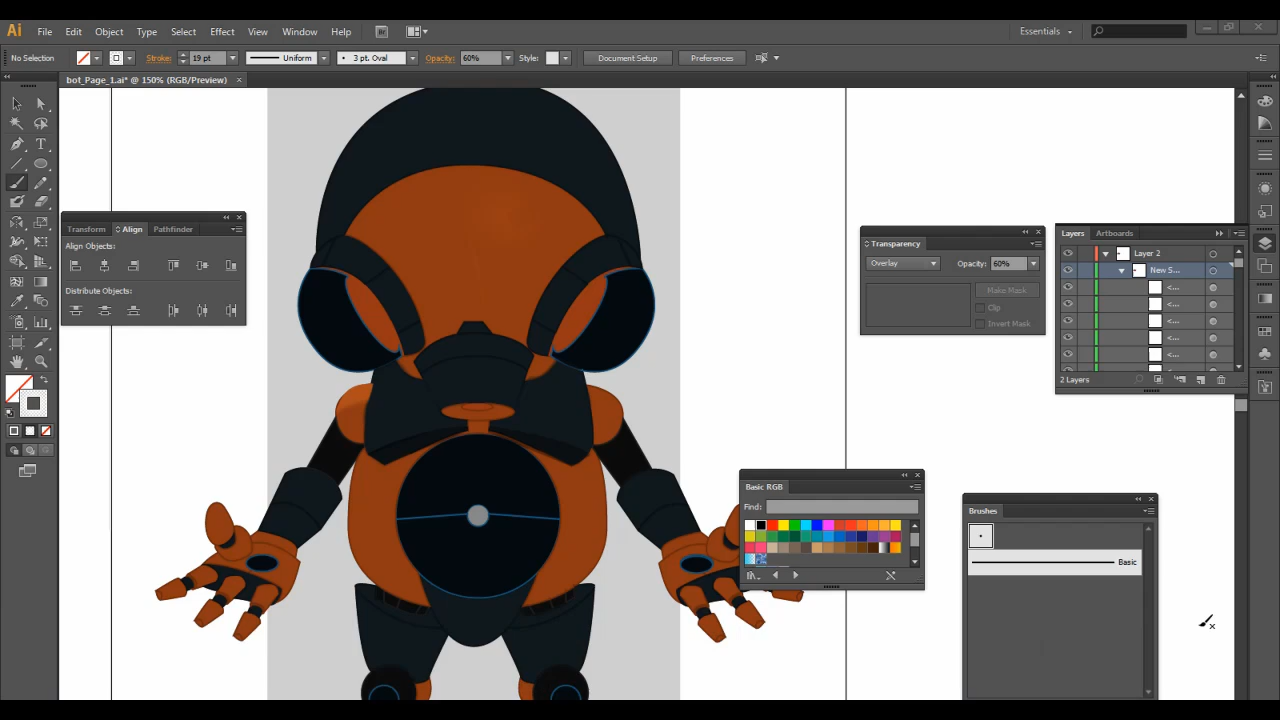 Ai File Edit Object Type Select Effect View Window Help Br Essentials
No Selection Stroke: 19 pt Uniform 3 pt. Oval Opacity: 60% Style: Document Setup Preferences
bot_Page_1.ai* @ 150% (RGB/Preview)
Transform Align Pathfinder
Align Objects:
Distribute Objects:
Transparency
Overlay Opacity: 60%
Make Mask
Clip
Invert Mask
Layers Artboards
Layer 2
New S...
<...
<...
<...
<...
<...
2 Layers
Basic RGB
Find:
Brushes
Basic